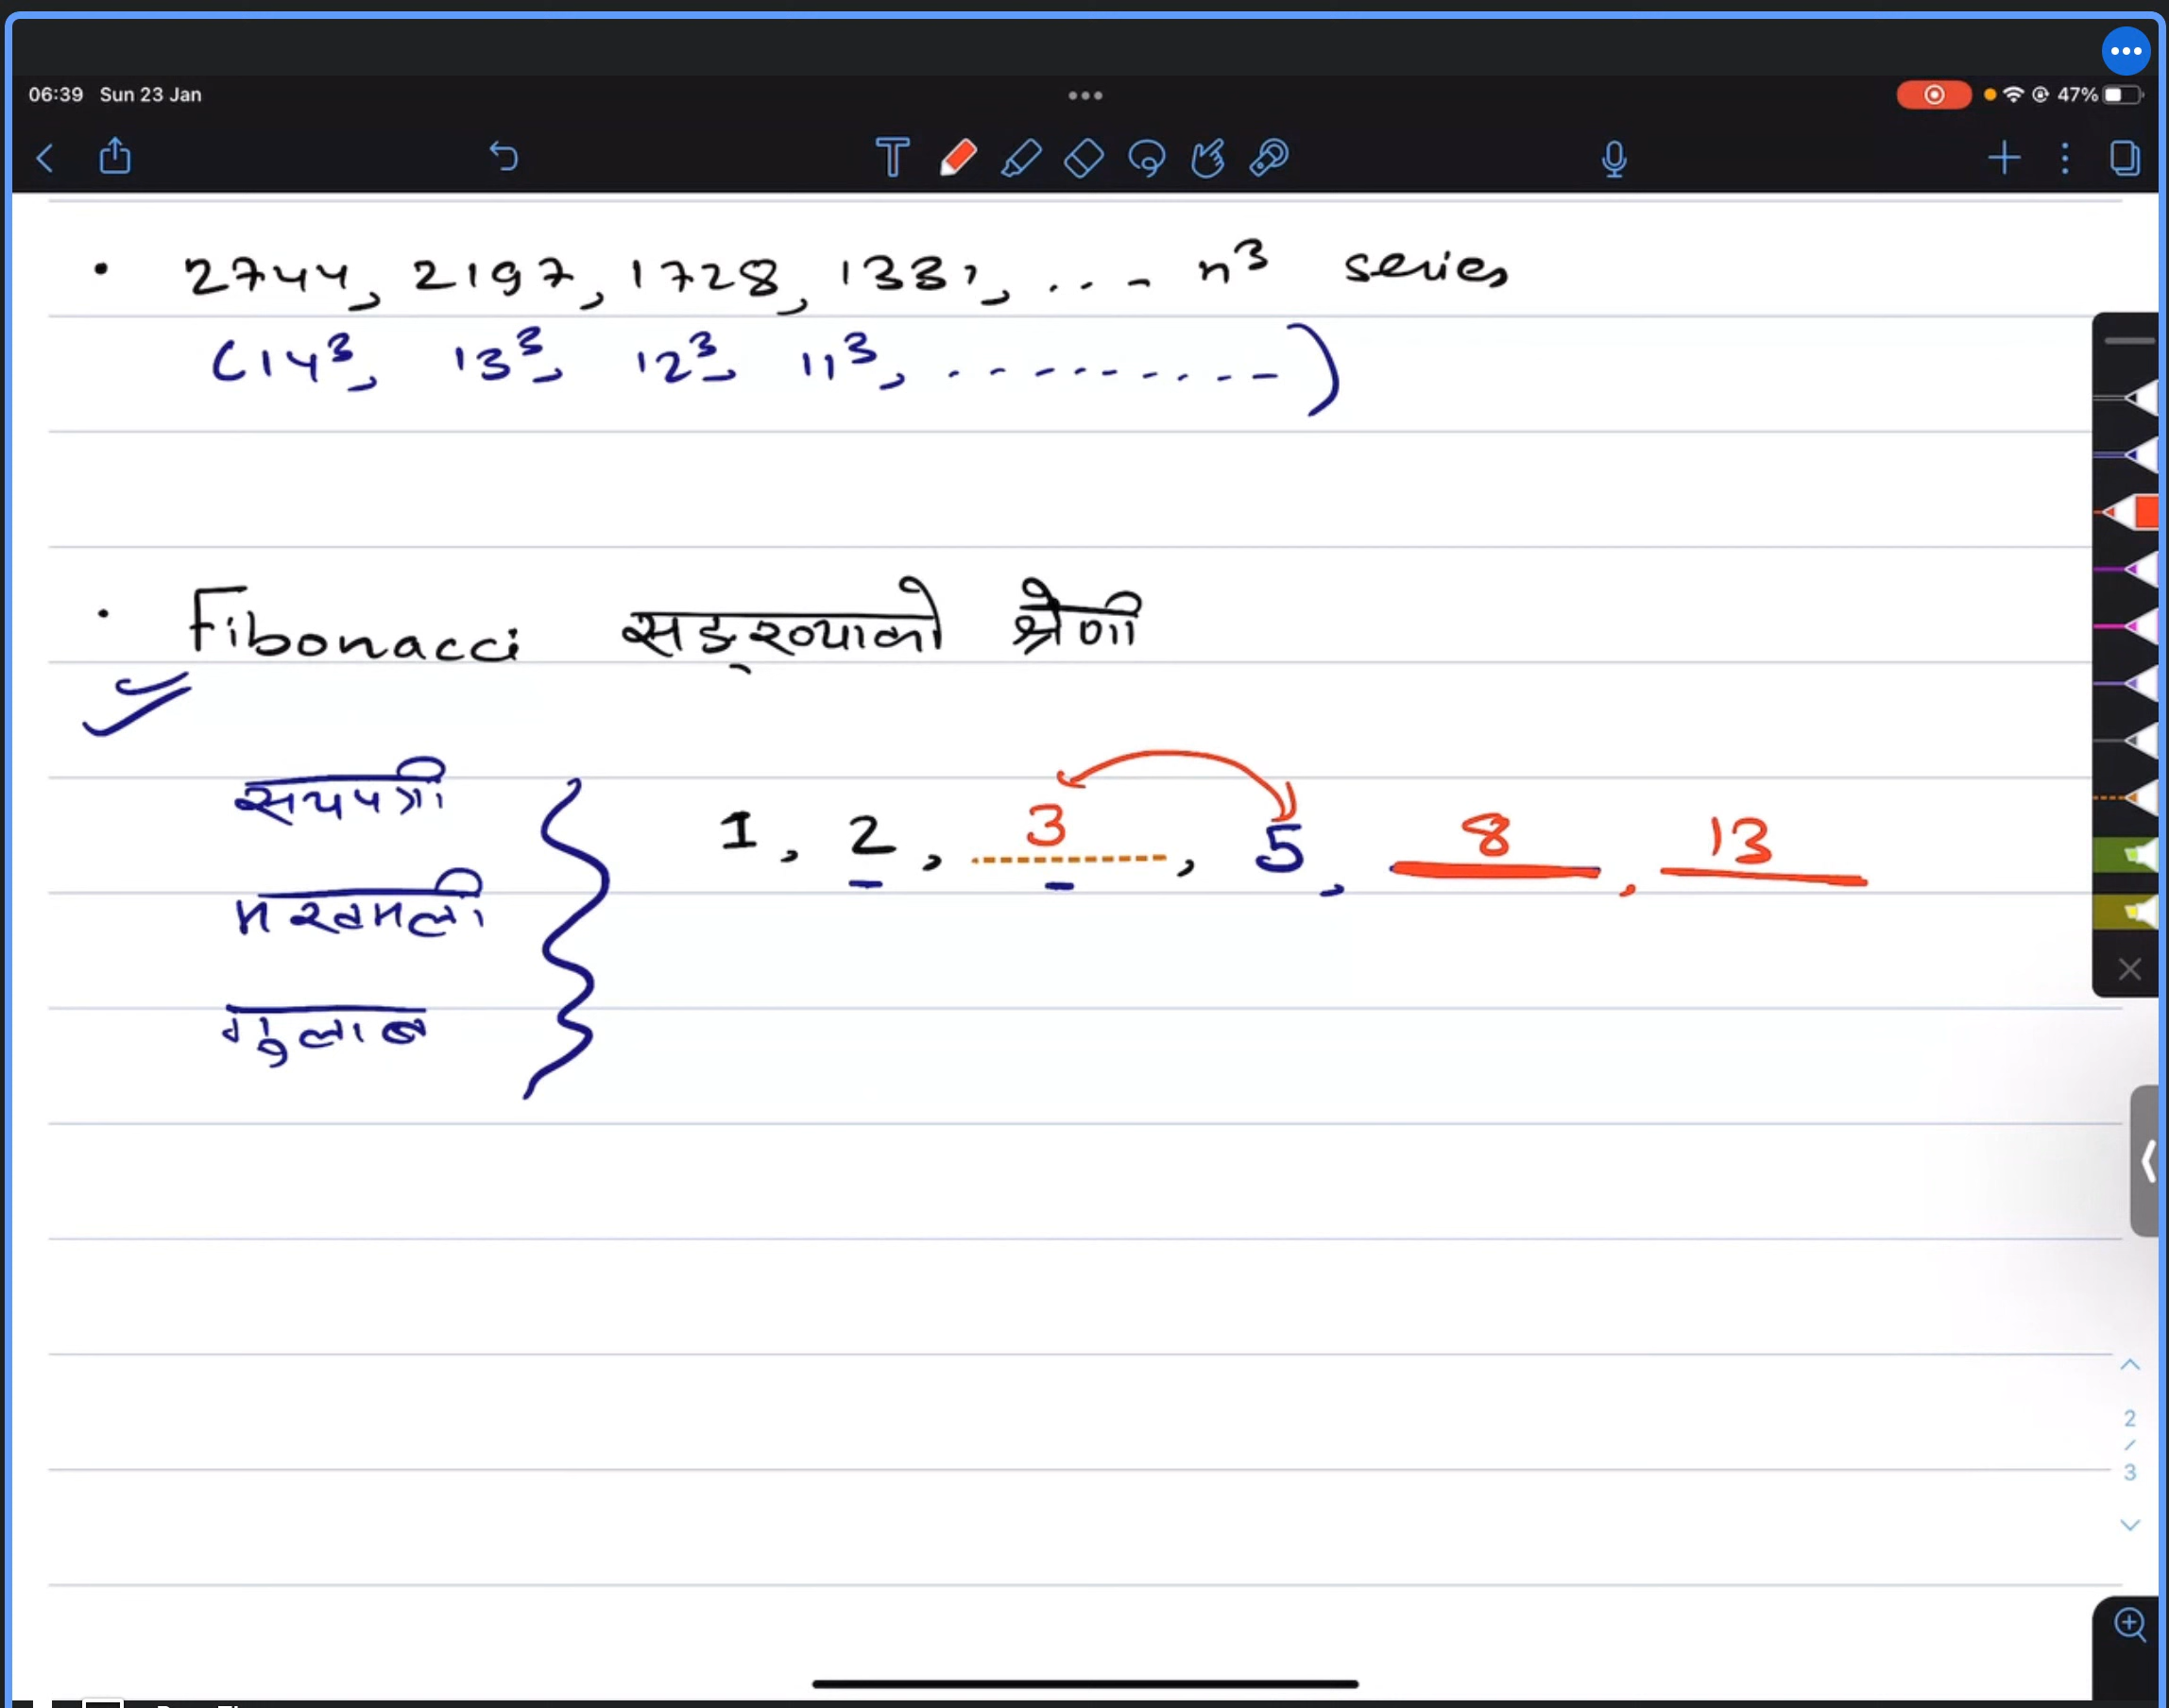 06:39 Sun 23 Jan
47%
• 2744, 2197, 1728, 1331, ... n³ series
(14³, 13³, 12³, 11³, ..........)
• Fibonacci सङ्ख्याको श्रेणी
सयपत्री
मखमली
गुलाब
1, 2, 3, 5, 8, 13
2
/
3